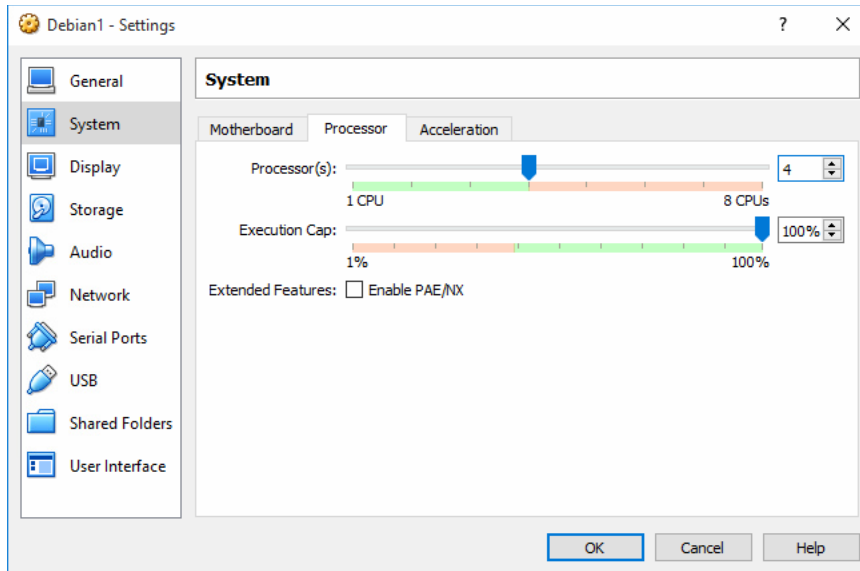 Debian1 - Settings
?
General
System
Display
Storage
Audio
Network
Serial Ports
USB
Shared Folders
User Interface
System
Motherboard Processor Acceleration
Processor(s): 4
1 CPU 8 CPUs
Execution Cap: 100%
1% 100%
Extended Features: Enable PAE/NX
OK Cancel Help